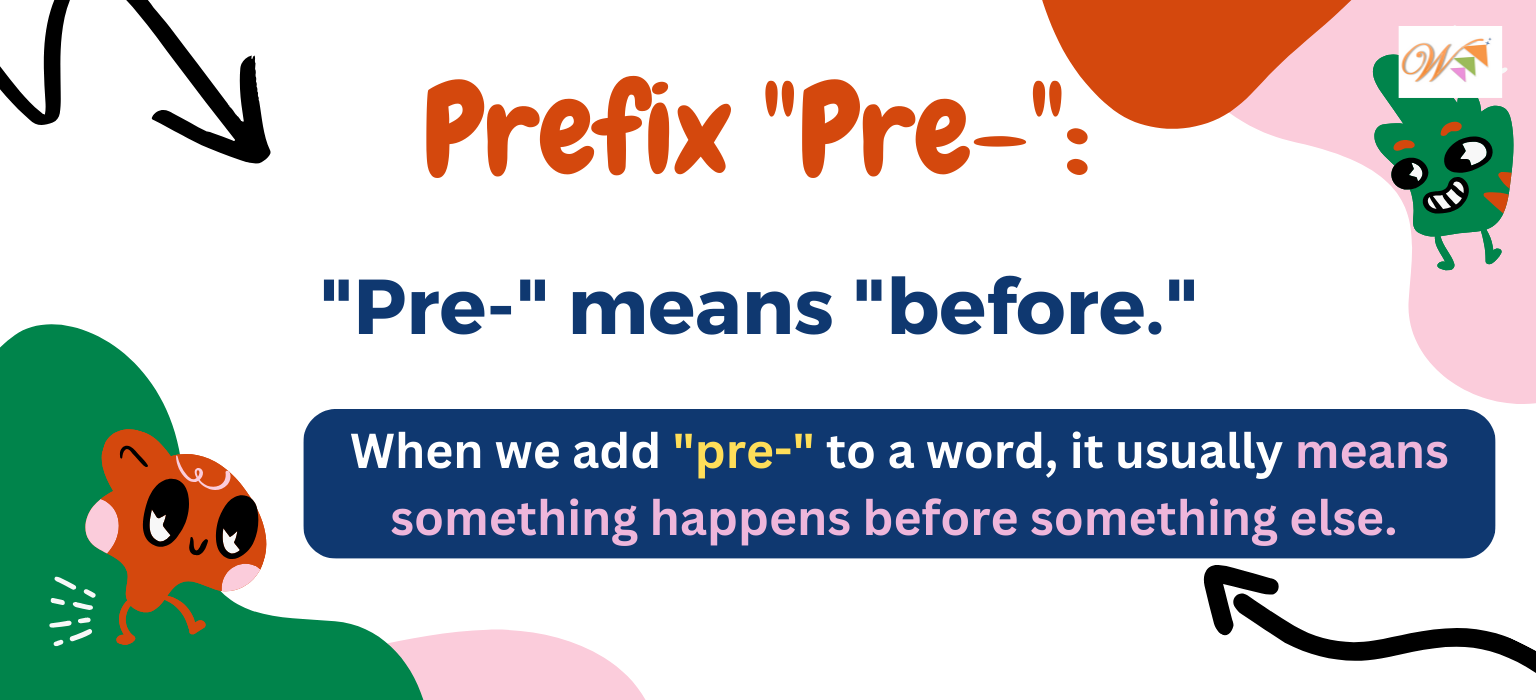 Prefix "Pre-":
"Pre-" means "before."
When we add "pre-" to a word, it usually means
something happens before something else.
W